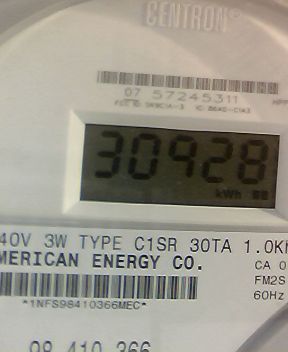 CENTRON®
07 57245311
30928
kWh
40V 3W TYPE C1SR 30TA 1.0K
MERICAN ENERGY CO.
CA 0
FM2S
60Hz
*1NFS98410366MEC*
98 410 366